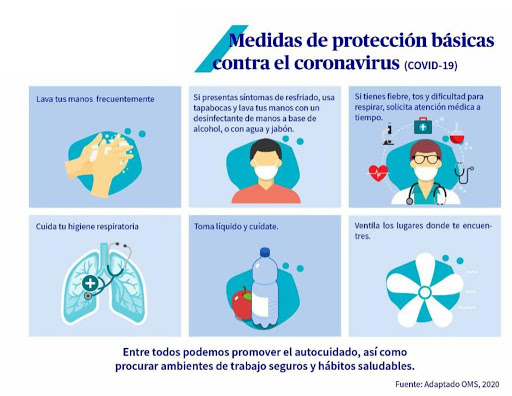 Medidas de protección básicas
contra el coronavirus (COVID-19)
Lava tus manos frecuentemente
Si presentas síntomas de resfriado, usa
tapabocas y lava tus manos con un
desinfectante de manos a base de
alcohol, o con agua y jabón.
Si tienes fiebre, tos y dificultad para
respirar, solicita atención médica a
tiempo.
Cuida tu higiene respiratoria
Toma líquido y cuídate.
Ventila los lugares donde te encuen-
tres.
Entre todos podemos promover el autocuidado, así como
procurar ambientes de trabajo seguros y hábitos saludables.
Fuente: Adaptado OMS, 2020